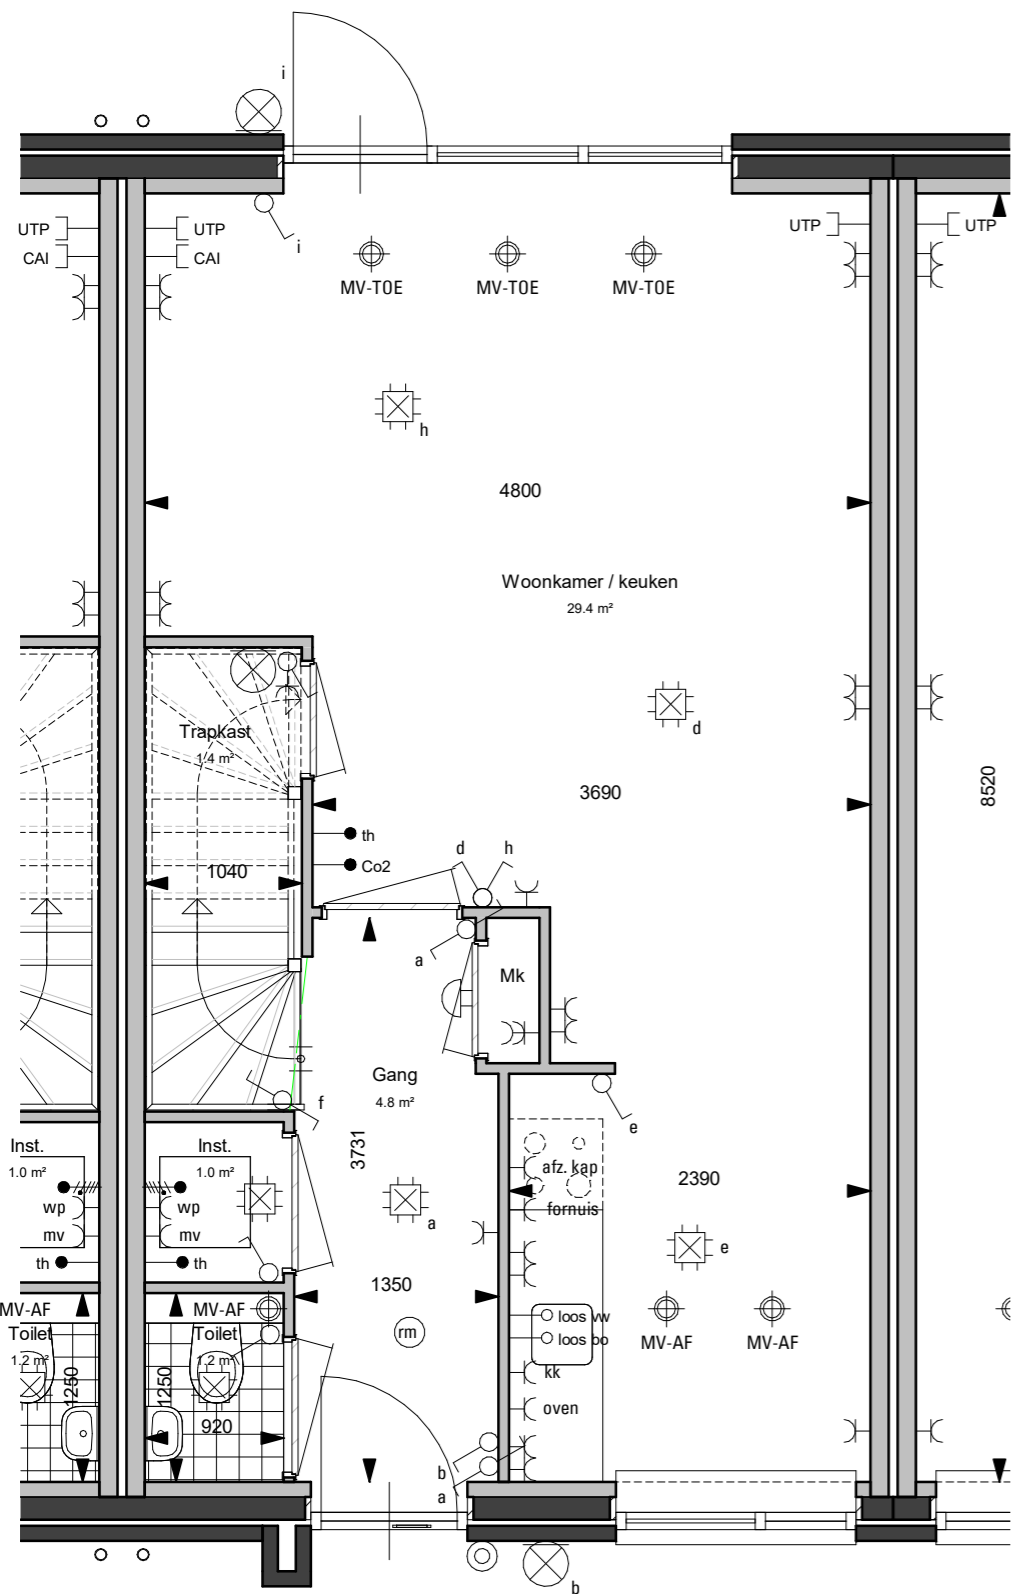 i
i
UTP
UTP
UTP
UTP
CAI
CAI
MV-TOE
MV-TOE
MV-TOE
h
4800
Woonkamer / keuken
29.4 m²
d
Trapkast
1.4 m²
3690
8520
th
Co2
d
h
1040
a
Mk
Gang
4.8 m²
f
e
3731
Inst.
1.0 m²
Inst.
1.0 m²
wp
wp
mv
mv
th
th
a
afz. kap
fornuis
2390
e
1350
MV-AF
MV-AF
rm
loos vw
loos bo
MV-AF
MV-AF
Toilet
1.2 m²
Toilet
1.2 m²
1250
1250
920
kk
oven
b
a
b